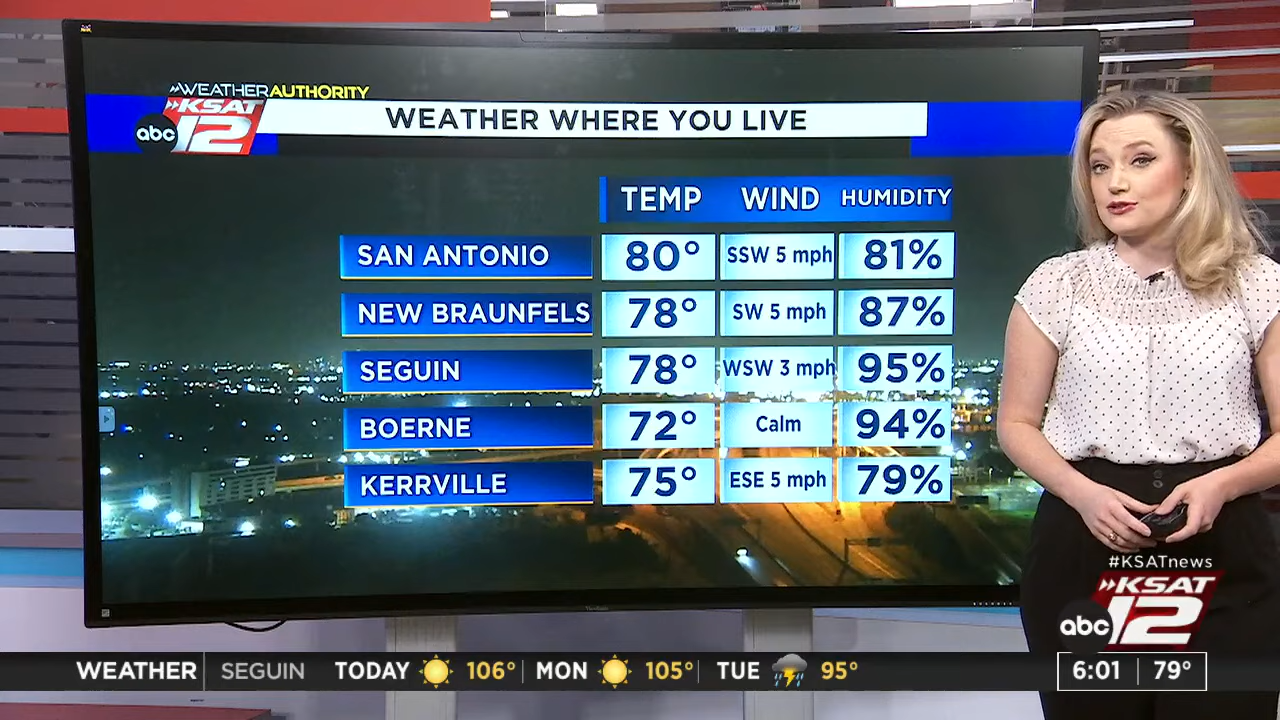 WEATHERAUTHORITY
KSAT
abc 12
WEATHER WHERE YOU LIVE
TEMP WIND HUMIDITY
SAN ANTONIO 80° SSW 5 mph 81%
NEW BRAUNFELS 78° SW 5 mph 87%
SEGUIN 78° WSW 3 mph 95%
BOERNE 72° Calm 94%
KERRVILLE 75° ESE 5 mph 79%
#KSATnews
KSAT
abc 12
WEATHER SEGUIN TODAY 106° MON 105° TUE 95° 6:01 79°